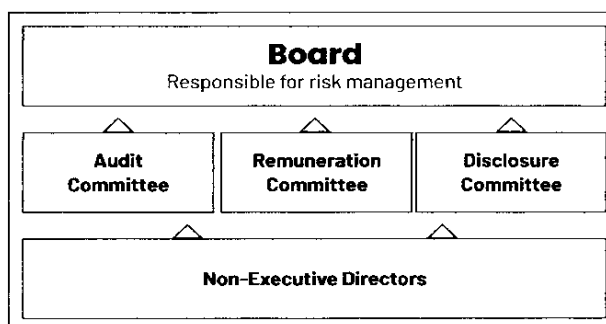 Board
Responsible for risk management
Audit
Committee
Remuneration
Committee
Disclosure
Committee
Non-Executive Directors